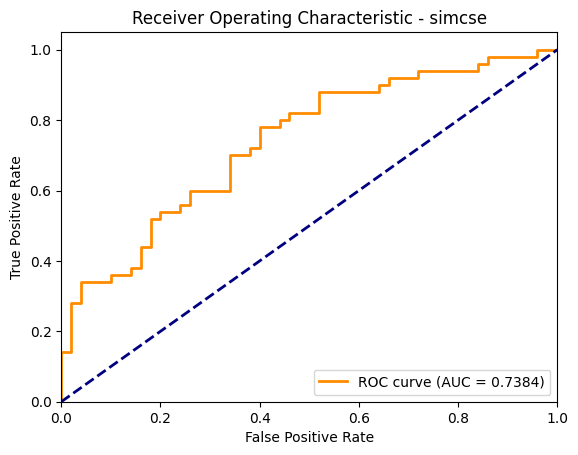 Receiver Operating Characteristic - simcse
1.0
0.8
0.6
0.4
0.2
0.0
True Positive Rate
ROC curve (AUC = 0.7384)
0.0 0.2 0.4 0.6 0.8 1.0
False Positive Rate